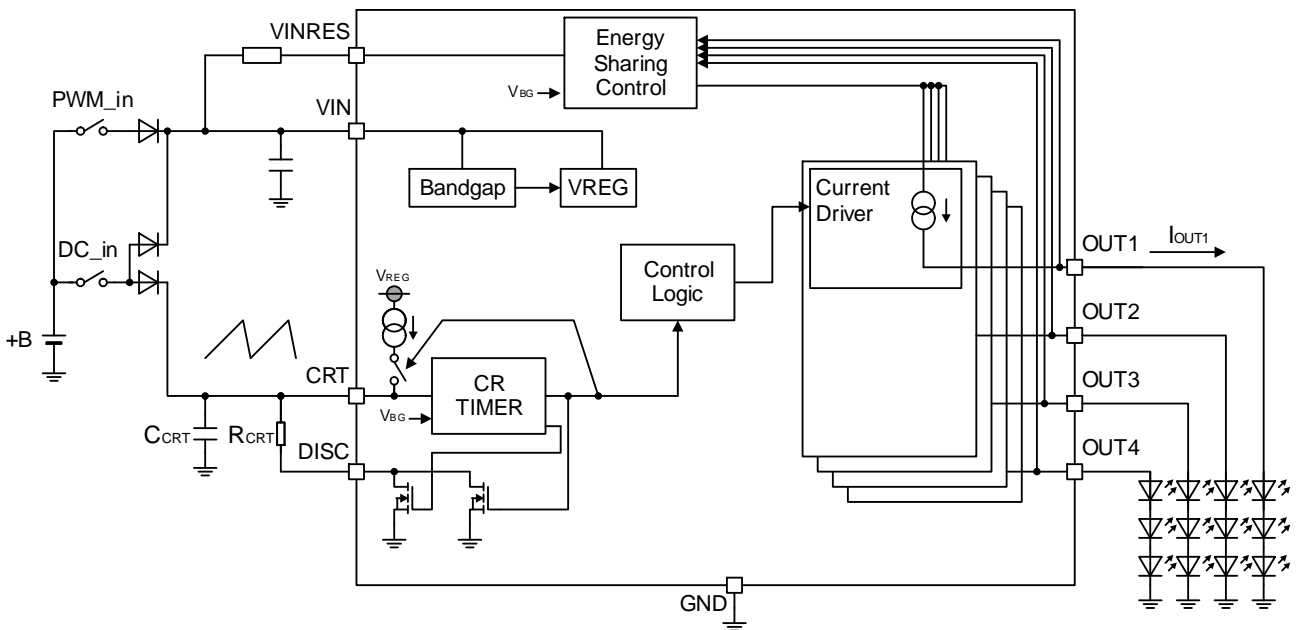 VINRES
Energy
Sharing
Control
VBG
PWM_in
VIN
Bandgap
VREG
Current
Driver
DC_in
OUT1
IOUT1
VREG
Control
Logic
+B
OUT2
CRT
CR
TIMER
OUT3
VBG
CCRT
RCRT
DISC
OUT4
GND